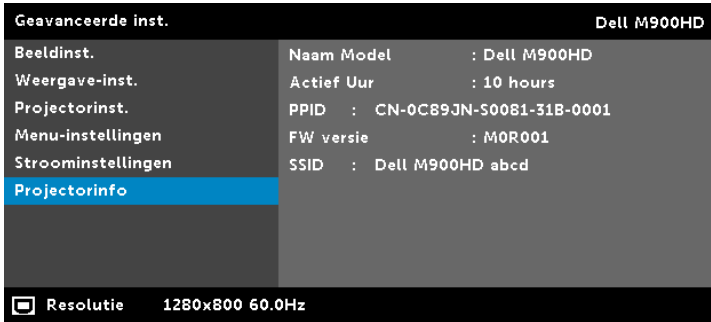 Geavanceerde inst. Dell M900HD
Beeldinst.
Weergave-inst.
Projectorinst.
Menu-instellingen
Stroominstellingen
Projectorinfo
Naam Model : Dell M900HD
Actief Uur : 10 hours
PPID : CN-0C89JN-S0081-31B-0001
FW versie : M0R001
SSID : Dell M900HD abcd
Resolutie 1280x800 60.0Hz